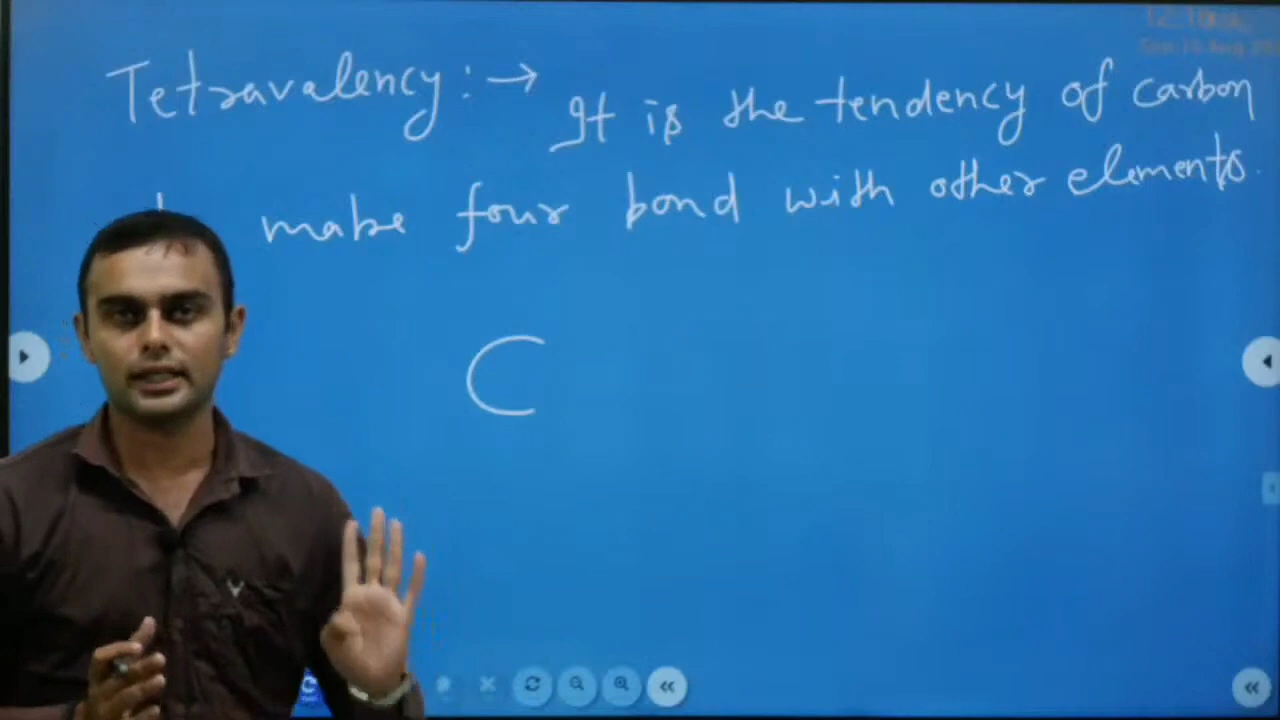 Tetravalency :→ It is the tendency of carbon
make four bond with other elements.
C